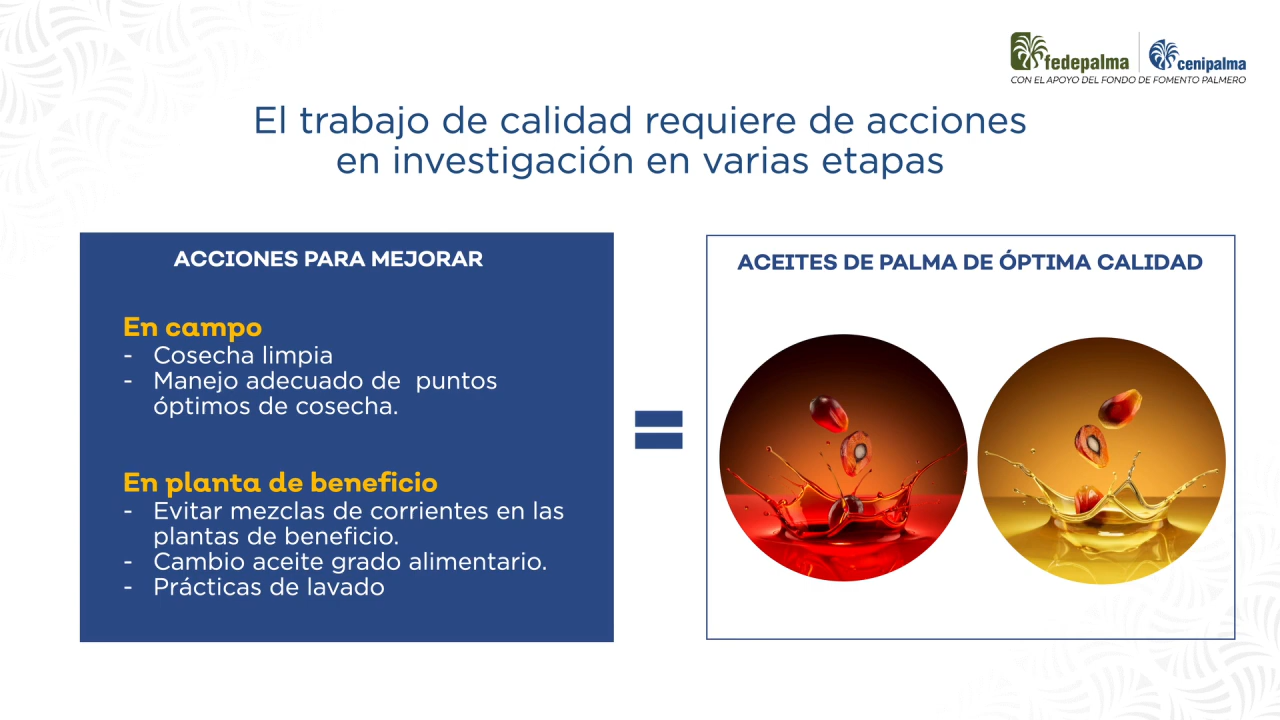 fedepalma
cenipalma
CON EL APOYO DEL FONDO DE FOMENTO PALMERO
El trabajo de calidad requiere de acciones
en investigación en varias etapas
ACCIONES PARA MEJORAR
En campo
- Cosecha limpia
- Manejo adecuado de puntos
óptimos de cosecha.
En planta de beneficio
- Evitar mezclas de corrientes en las
plantas de beneficio.
- Cambio aceite grado alimentario.
- Prácticas de lavado
=
ACEITES DE PALMA DE ÓPTIMA CALIDAD